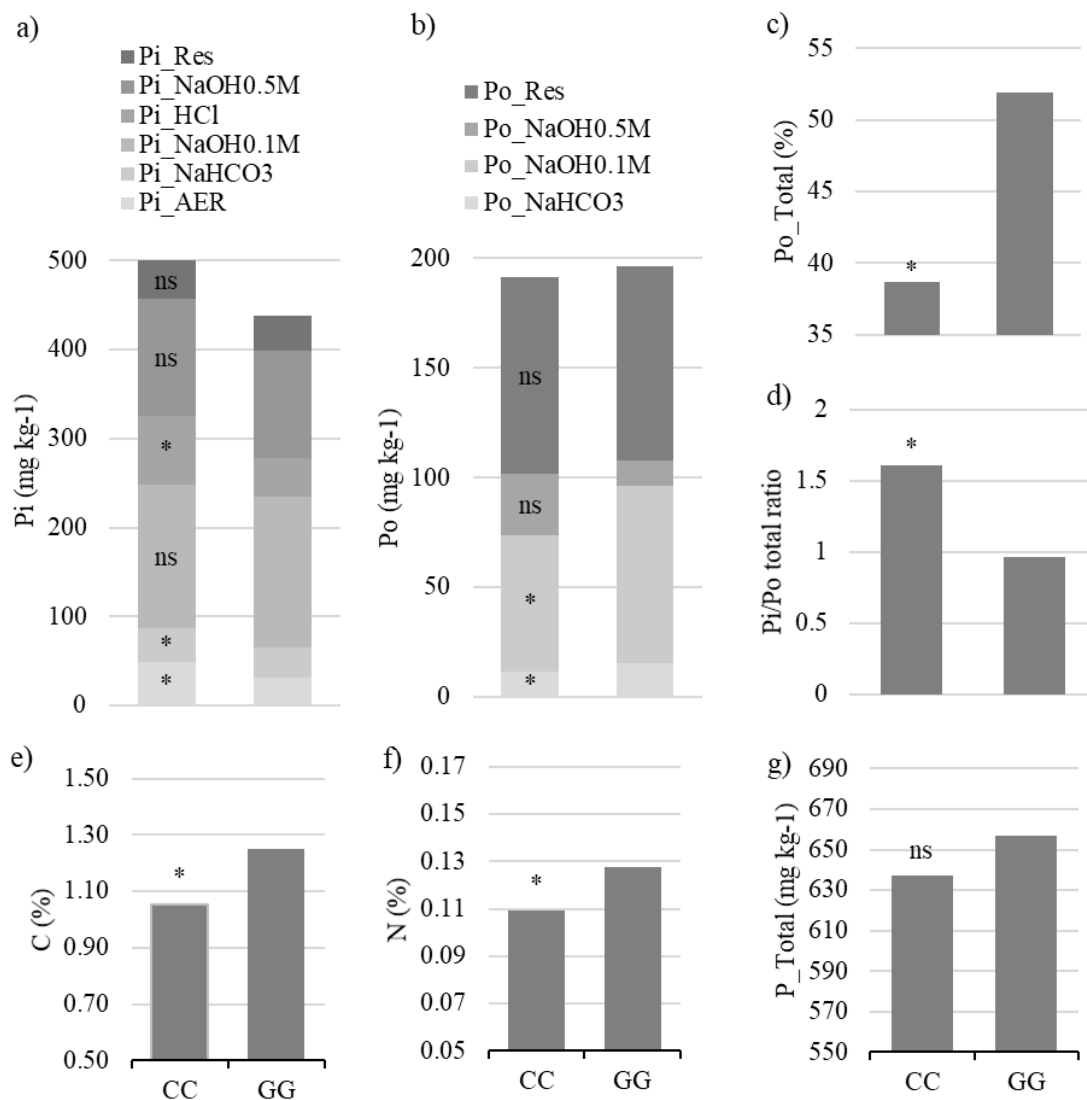 a)
Pi_Res
Pi_NaOH0.5M
Pi_HCl
Pi_NaOH0.1M
Pi_NaHCO3
Pi_AER
Pi (mg kg-1)
500
400
300
200
100
0
ns
ns
*
ns
*
*
b)
Po_Res
Po_NaOH0.5M
Po_NaOH0.1M
Po_NaHCO3
Po (mg kg-1)
200
150
100
50
0
ns
ns
*
*
c)
Po_Total (%)
55
50
45
40
35
*
d)
Pi/Po total ratio
2
1.5
1
0.5
0
*
e)
C (%)
1.50
1.30
1.10
0.90
0.70
0.50
*
CC
GG
f)
N (%)
0.17
0.15
0.13
0.11
0.09
0.07
0.05
*
CC
GG
g)
P_Total (mg kg-1)
690
670
650
630
610
590
570
550
ns
CC
GG